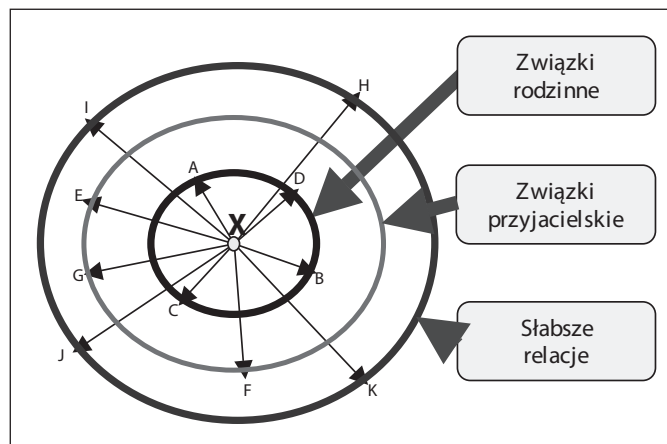 H
Związki
rodzinne
I
A
D
E
X
Związki
przyjacielskie
G
B
C
J
F
K
Słabsze
relacje